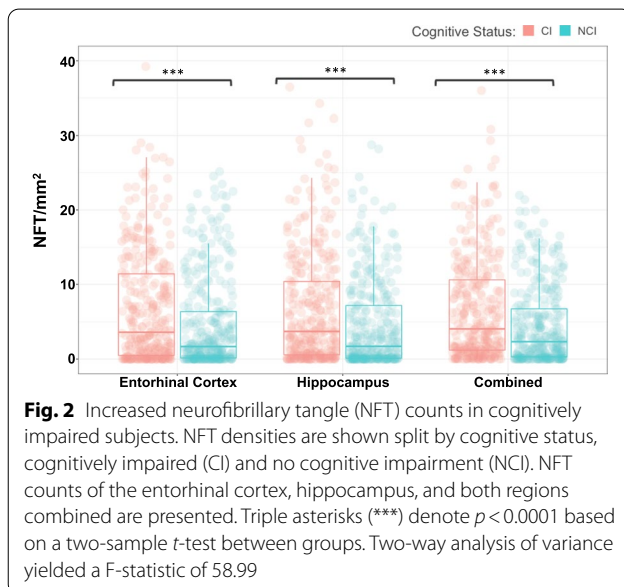 Cognitive Status: CI NCI
***
***
***
40
30
20
10
0
NFT/mm²
Entorhinal Cortex Hippocampus Combined
Fig. 2 Increased neurofibrillary tangle (NFT) counts in cognitively
impaired subjects. NFT densities are shown split by cognitive status,
cognitively impaired (CI) and no cognitive impairment (NCI). NFT
counts of the entorhinal cortex, hippocampus, and both regions
combined are presented. Triple asterisks (***) denote p < 0.0001 based
on a two-sample t-test between groups. Two-way analysis of variance
yielded a F-statistic of 58.99